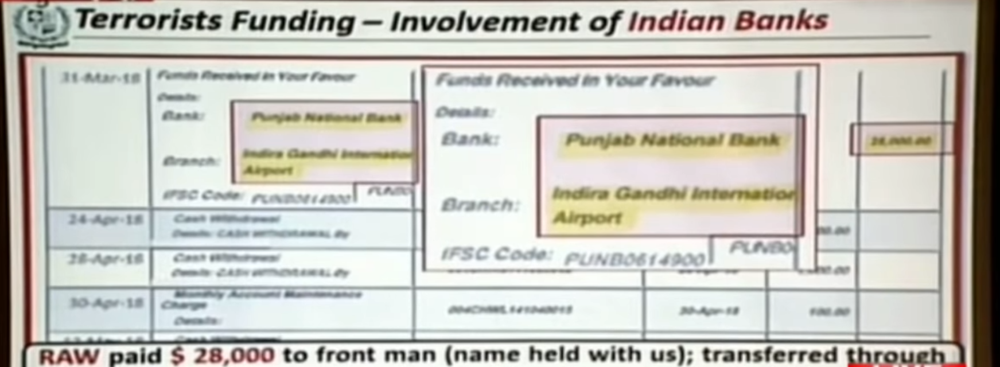 Terrorists Funding – Involvement of Indian Banks
31-Mar-18
Funds Received In Your Favour
Details:
Bank: Punjab National Bank
Branch: Indira Gandhi Internation
Airport
IFSC Code: PUNB0614900 PUNB0
Funds Received In Your Favour
Details:
Bank: Punjab National Bank
Branch: Indira Gandhi Internation
Airport
IFSC Code: PUNB0614900 PUNB0
28,000.00
24-Apr-18 Cash Withdrawal 00.00
Details: CASH WITHDRAWAL By
28-Apr-18 Cash Withdrawal 00.00
Details: CASH WITHDRAWAL By
30-Apr-18 Monthly Account Maintenance
Charge 30-Apr-18 100.00
Details:
RAW paid $ 28,000 to front man (name held with us); transferred through